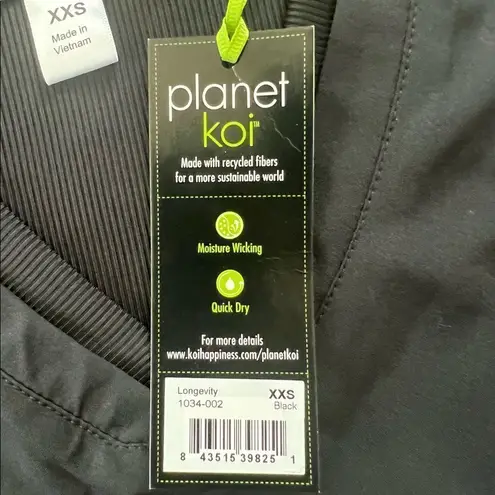 XXS
Made in
Vietnam
planet
koi™
Made with recycled fibers
for a more sustainable world
Moisture Wicking
Quick Dry
For more details
www.koihappiness.com/planetkoi
Longevity XXS
1034-002 Black
8 43515 39825 1